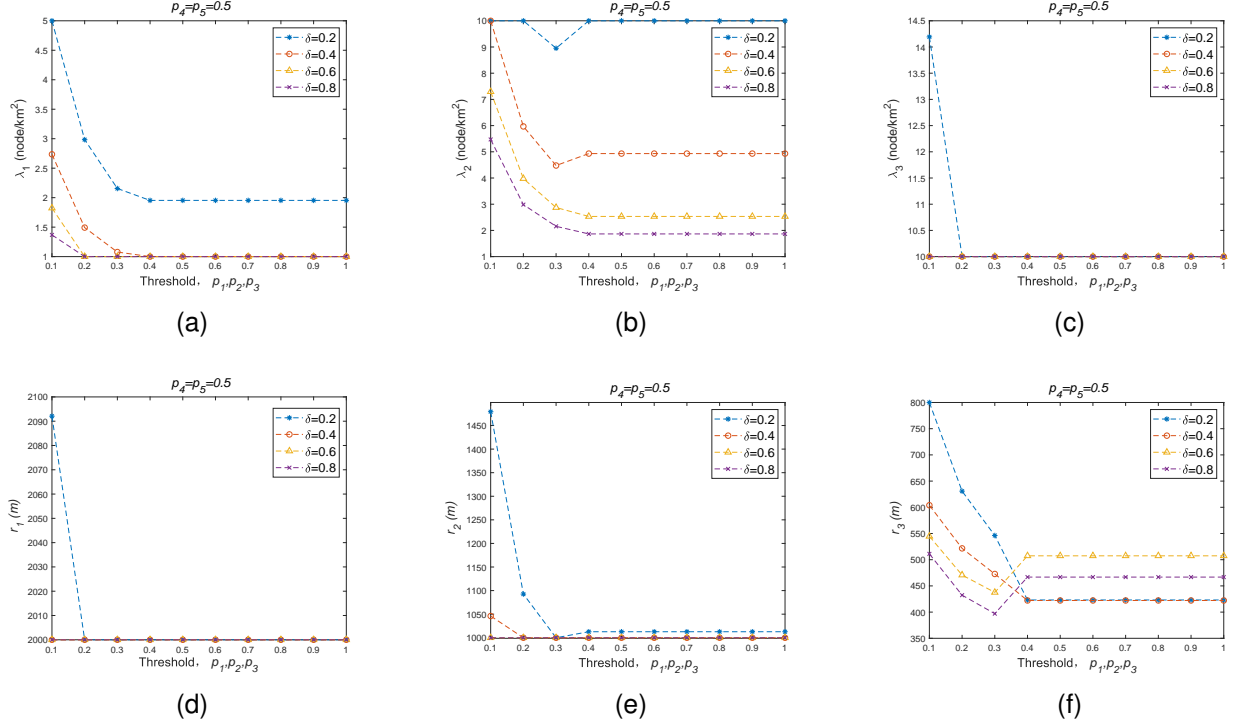 p4=p5=0.5
5
4.5
4
3.5
3
2.5
2
1.5
1
λ1 (node/km2)
δ=0.2
δ=0.4
δ=0.6
δ=0.8
0.1 0.2 0.3 0.4 0.5 0.6 0.7 0.8 0.9 1
Threshold, p1,p2,p3
(a)
p4=p5=0.5
10
9
8
7
6
5
4
3
2
1
λ2 (node/km2)
δ=0.2
δ=0.4
δ=0.6
δ=0.8
0.1 0.2 0.3 0.4 0.5 0.6 0.7 0.8 0.9 1
Threshold, p1,p2,p3
(b)
p4=p5=0.5
14.5
14
13.5
13
12.5
12
11.5
11
10.5
10
λ3 (node/km2)
δ=0.2
δ=0.4
δ=0.6
δ=0.8
0.1 0.2 0.3 0.4 0.5 0.6 0.7 0.8 0.9 1
Threshold, p1,p2,p3
(c)
p4=p5=0.5
2100
2090
2080
2070
2060
2050
2040
2030
2020
2010
2000
r1 (m)
δ=0.2
δ=0.4
δ=0.6
δ=0.8
0.1 0.2 0.3 0.4 0.5 0.6 0.7 0.8 0.9 1
Threshold, p1,p2,p3
(d)
p4=p5=0.5
1450
1400
1350
1300
1250
1200
1150
1100
1050
1000
r2 (m)
δ=0.2
δ=0.4
δ=0.6
δ=0.8
0.1 0.2 0.3 0.4 0.5 0.6 0.7 0.8 0.9 1
Threshold, p1,p2,p3
(e)
p4=p5=0.5
800
750
700
650
600
550
500
450
400
350
r3 (m)
δ=0.2
δ=0.4
δ=0.6
δ=0.8
0.1 0.2 0.3 0.4 0.5 0.6 0.7 0.8 0.9 1
Threshold, p1,p2,p3
(f)